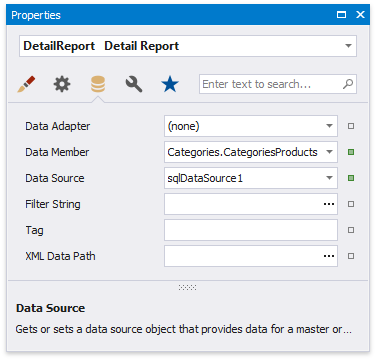 Properties
DetailReport Detail Report
Enter text to search...
Data Adapter (none)
Data Member Categories.CategoriesProducts
Data Source sqlDataSource1
Filter String
Tag
XML Data Path
Data Source
Gets or sets a data source object that provides data for a master or...